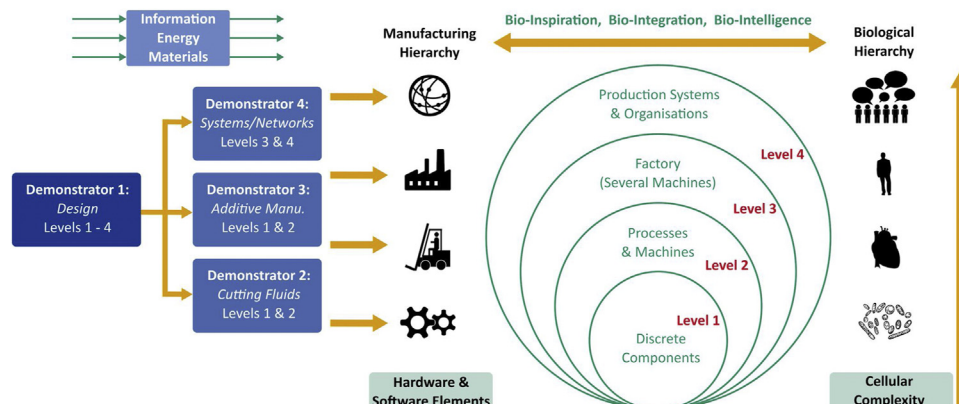 Information
Energy
Materials
Manufacturing
Hierarchy
Bio-Inspiration, Bio-Integration, Bio-Intelligence
Biological
Hierarchy
Demonstrator 1:
Design
Levels 1 - 4
Demonstrator 4:
Systems/Networks
Levels 3 & 4
Demonstrator 3:
Additive Manu.
Levels 1 & 2
Demonstrator 2:
Cutting Fluids
Levels 1 & 2
Production Systems
& Organisations
Level 4
Factory
(Several Machines)
Level 3
Processes
& Machines
Level 2
Level 1
Discrete
Components
Hardware &
Software Elements
Cellular
Complexity